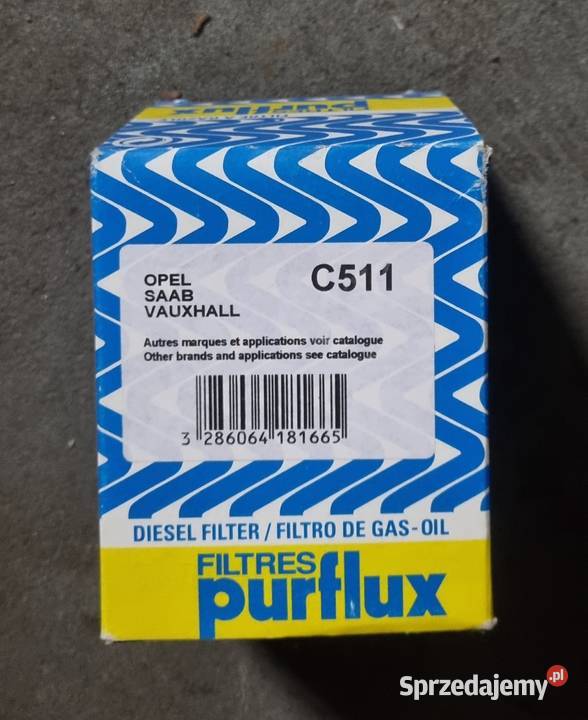 purflux
OPEL
SAAB
VAUXHALL
C511
Autres marques et applications voir catalogue
Other brands and applications see catalogue
3 286064 181665
DIESEL FILTER / FILTRO DE GAS-OIL
FILTRES
purflux
Sprzedajemy.pl